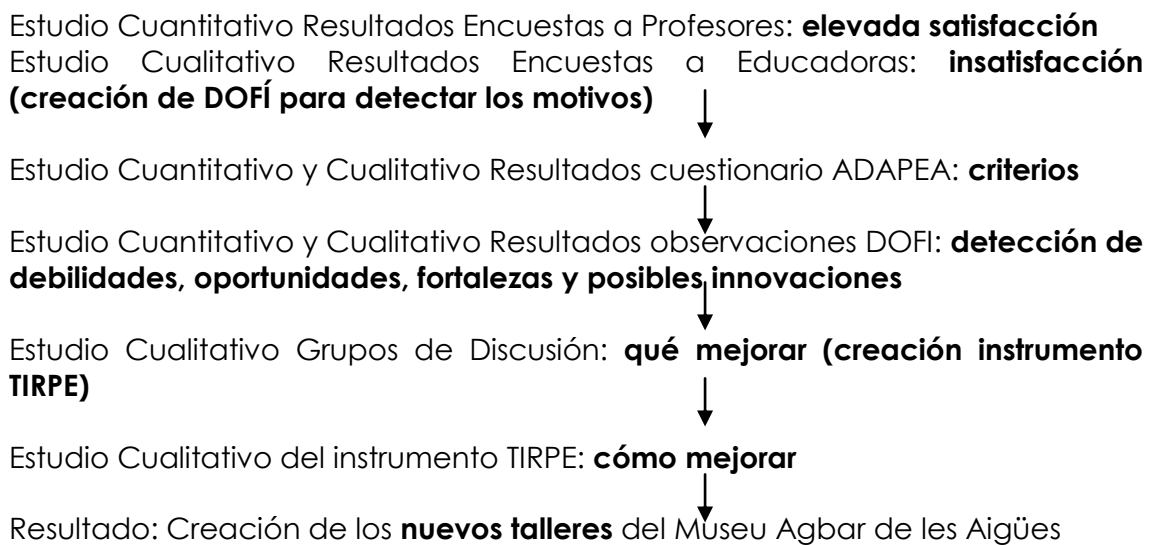 Estudio Cuantitativo Resultados Encuestas a Profesores: elevada satisfacción
Estudio Cualitativo Resultados Encuestas a Educadoras: insatisfacción
(creación de DOFÍ para detectar los motivos)
Estudio Cuantitativo y Cualitativo Resultados cuestionario ADAPEA: criterios
Estudio Cuantitativo y Cualitativo Resultados observaciones DOFI: detección de
debilidades, oportunidades, fortalezas y posibles innovaciones
Estudio Cualitativo Grupos de Discusión: qué mejorar (creación instrumento
TIRPE)
Estudio Cualitativo del instrumento TIRPE: cómo mejorar
Resultado: Creación de los nuevos talleres del Museu Agbar de les Aigües